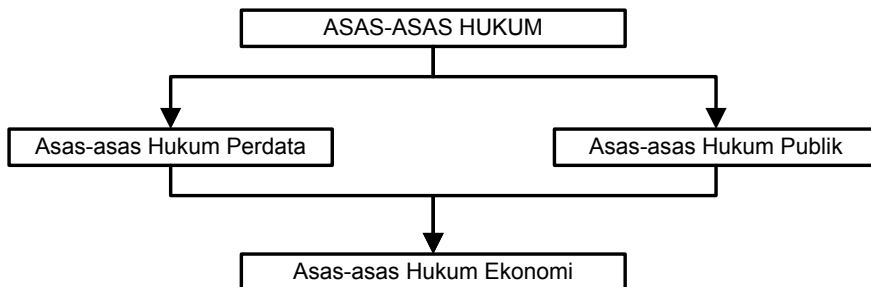 ASAS-ASAS HUKUM
Asas-asas Hukum Perdata
Asas-asas Hukum Publik
Asas-asas Hukum Ekonomi